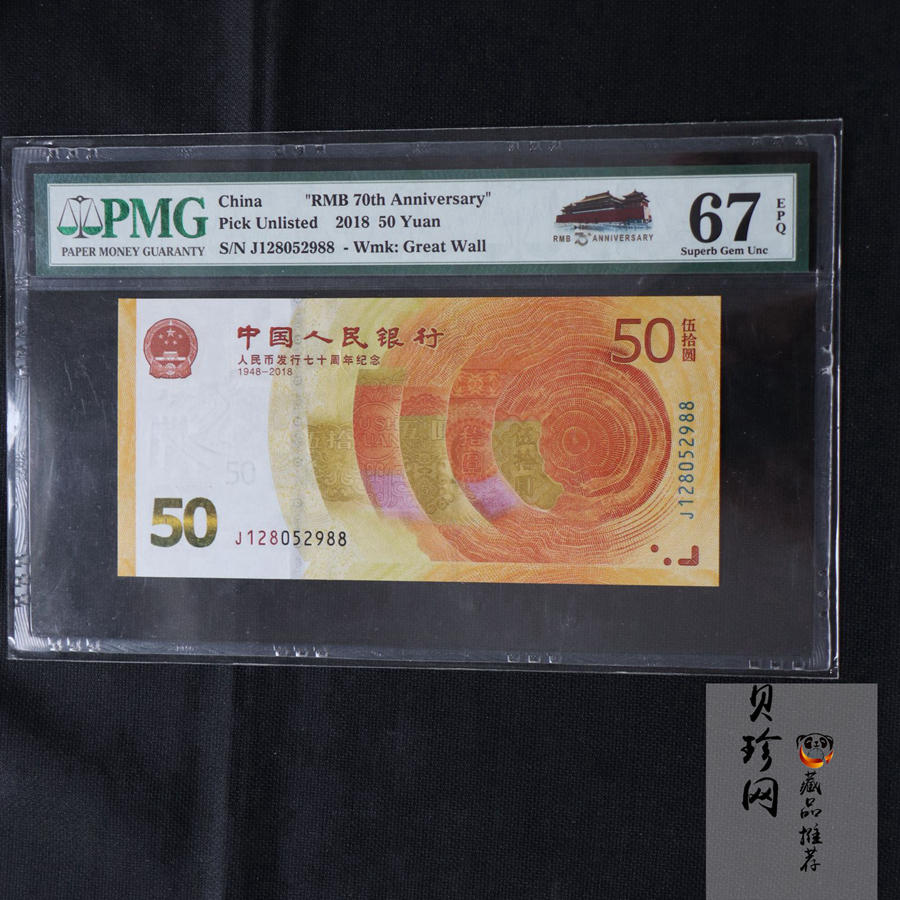 PMG
PAPER MONEY GUARANTY
China "RMB 70th Anniversary"
Pick Unlisted 2018 50 Yuan
S/N J128052988 - Wmk: Great Wall
RMB 70th ANNIVERSARY
67
EPQ
Superb Gem Unc
中国人民银行
人民币发行七十周年纪念
1948-2018
50
伍拾圆
J128052988
50
50
J128052988
贝珍网
藏品推荐